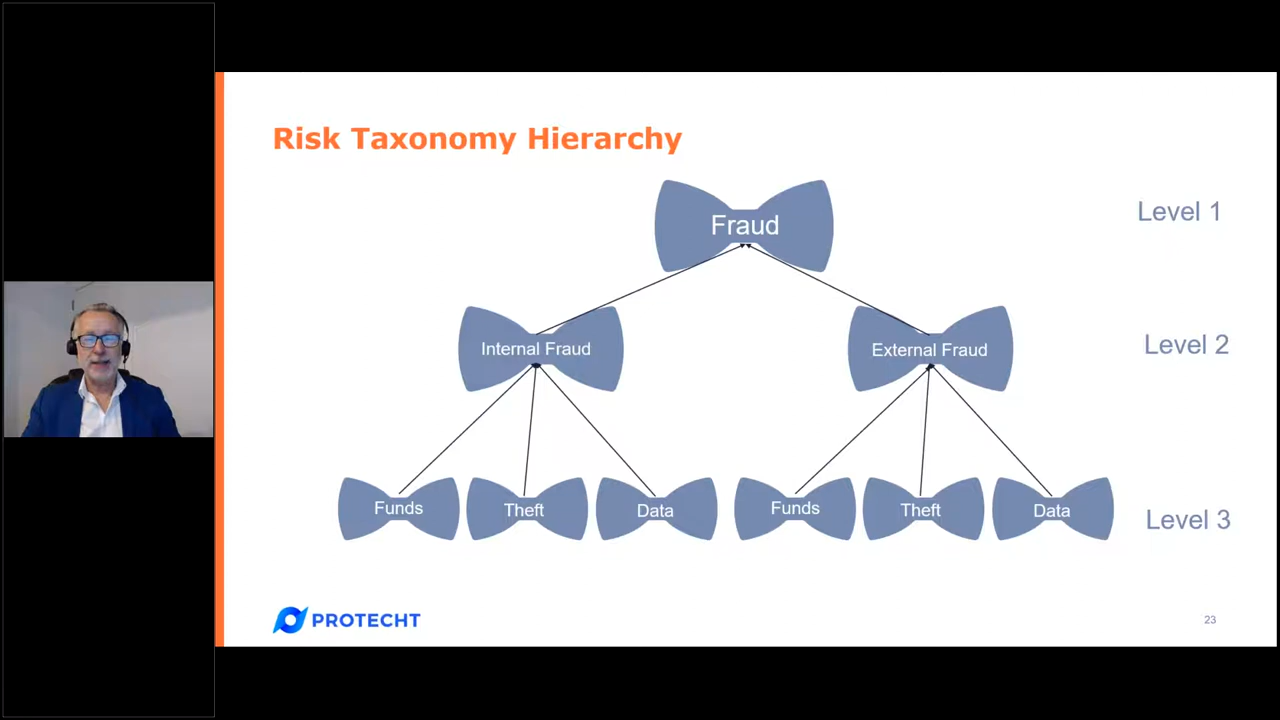 Risk Taxonomy Hierarchy
Fraud
Level 1
Internal Fraud
External Fraud
Level 2
Funds
Theft
Data
Funds
Theft
Data
Level 3
PROTECHT
23